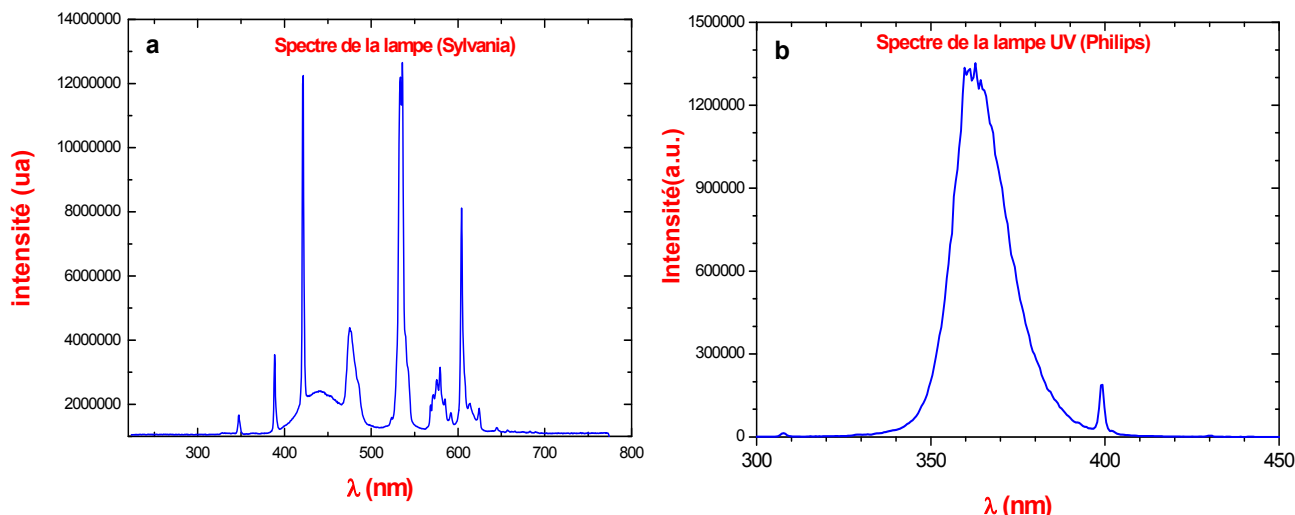 a
Spectre de la lampe (Sylvania)
14000000
12000000
10000000
8000000
6000000
4000000
2000000
intensité (ua)
300 400 500 600 700 800
λ (nm)
b
Spectre de la lampe UV (Philips)
1500000
1200000
900000
600000
300000
0
Intensité(a.u.)
300 350 400 450
λ (nm)